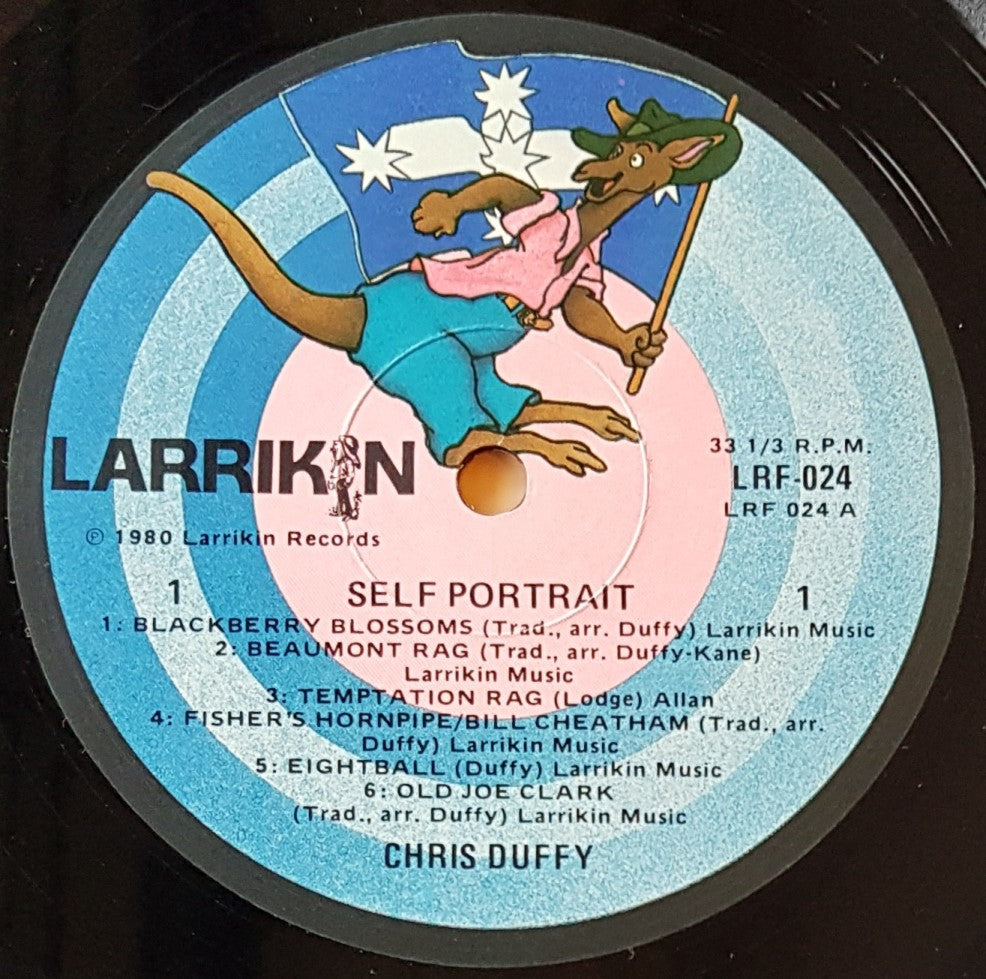 LARRIKIN
33 1/3 R.P.M.
LRF-024
LRF 024 A
℗ 1980 Larrikin Records
1 SELF PORTRAIT 1
1: BLACKBERRY BLOSSOMS (Trad., arr. Duffy) Larrikin Music
2: BEAUMONT RAG (Trad., arr. Duffy-Kane)
Larrikin Music
3: TEMPTATION RAG (Lodge) Allan
4: FISHER'S HORNPIPE/BILL CHEATHAM (Trad., arr.
Duffy) Larrikin Music
5: EIGHTBALL (Duffy) Larrikin Music
6: OLD JOE CLARK
(Trad., arr. Duffy) Larrikin Music
CHRIS DUFFY